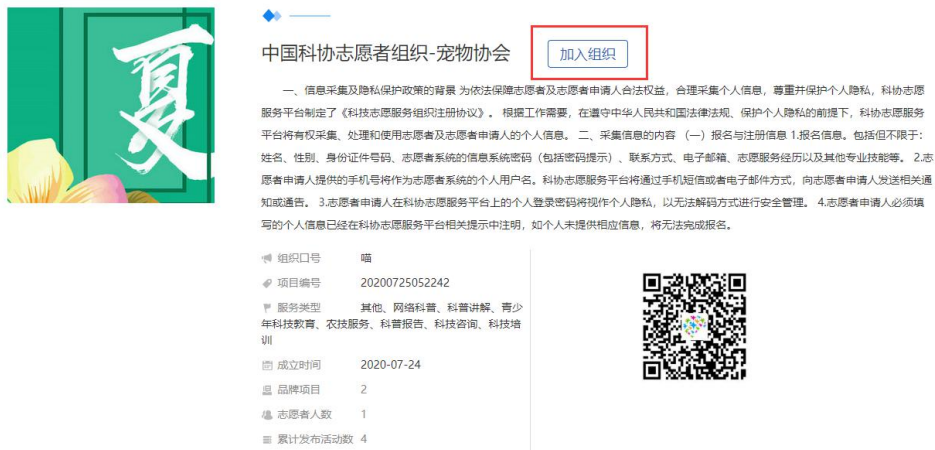 夏
中国科协志愿者组织-宠物协会
加入组织
一、信息采集及隐私保护政策的背景 为依法保障志愿者及志愿者申请人合法权益，合理采集个人信息，尊重并保护个人隐私，科协志愿
服务平台制定了《科技志愿服务组织注册协议》。 根据工作需要，在遵守中华人民共和国法律法规、保护个人隐私的前提下，科协志愿服务
平台将有权采集、处理和使用志愿者及志愿者申请人的个人信息。 二、采集信息的内容 （一）报名与注册信息 1.报名信息。包括但不限于：
姓名、性别、身份证件号码、志愿者系统的信息系统密码（包括密码提示）、联系方式、电子邮箱、志愿服务经历以及其他专业技能等。 2.志
愿者申请人提供的手机号将作为志愿者系统的个人用户名。科协志愿服务平台将通过手机短信或者电子邮件方式，向志愿者申请人发送相关通
知或通告。 3.志愿者申请人在科协志愿服务平台上的个人登录密码将视作个人隐私，以无法解码方式进行安全管理。 4.志愿者申请人必须填
写的个人信息已经在科协志愿服务平台相关提示中注明，如个人未提供相应信息，将无法完成报名。
组织口号 喵
项目编号 20200725052242
服务类型 其他、网络科普、科普讲解、青少
年科技教育、农技服务、科普报告、科技咨询、科技培
训
成立时间 2020-07-24
品牌项目 2
志愿者人数 1
累计发布活动数 4